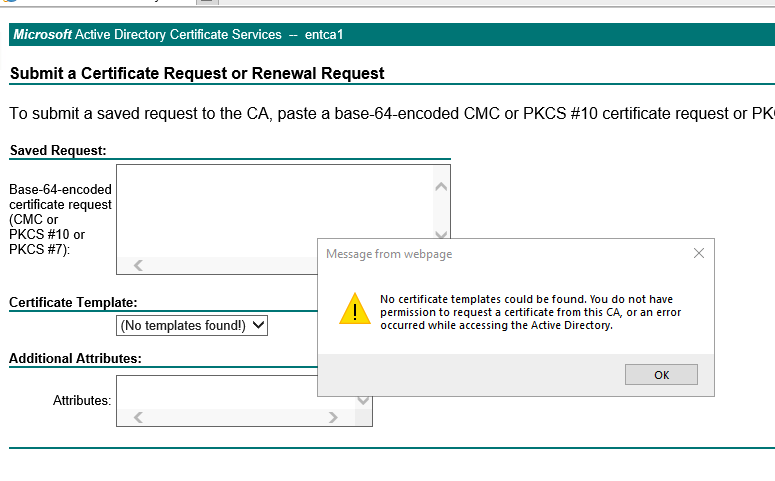 Microsoft Active Directory Certificate Services -- entca1
Submit a Certificate Request or Renewal Request
To submit a saved request to the CA, paste a base-64-encoded CMC or PKCS #10 certificate request or PK
Saved Request:
Base-64-encoded
certificate request
(CMC or
PKCS #10 or
PKCS #7):
Message from webpage
No certificate templates could be found. You do not have
permission to request a certificate from this CA, or an error
occurred while accessing the Active Directory.
OK
Certificate Template:
(No templates found!)
Additional Attributes:
Attributes: